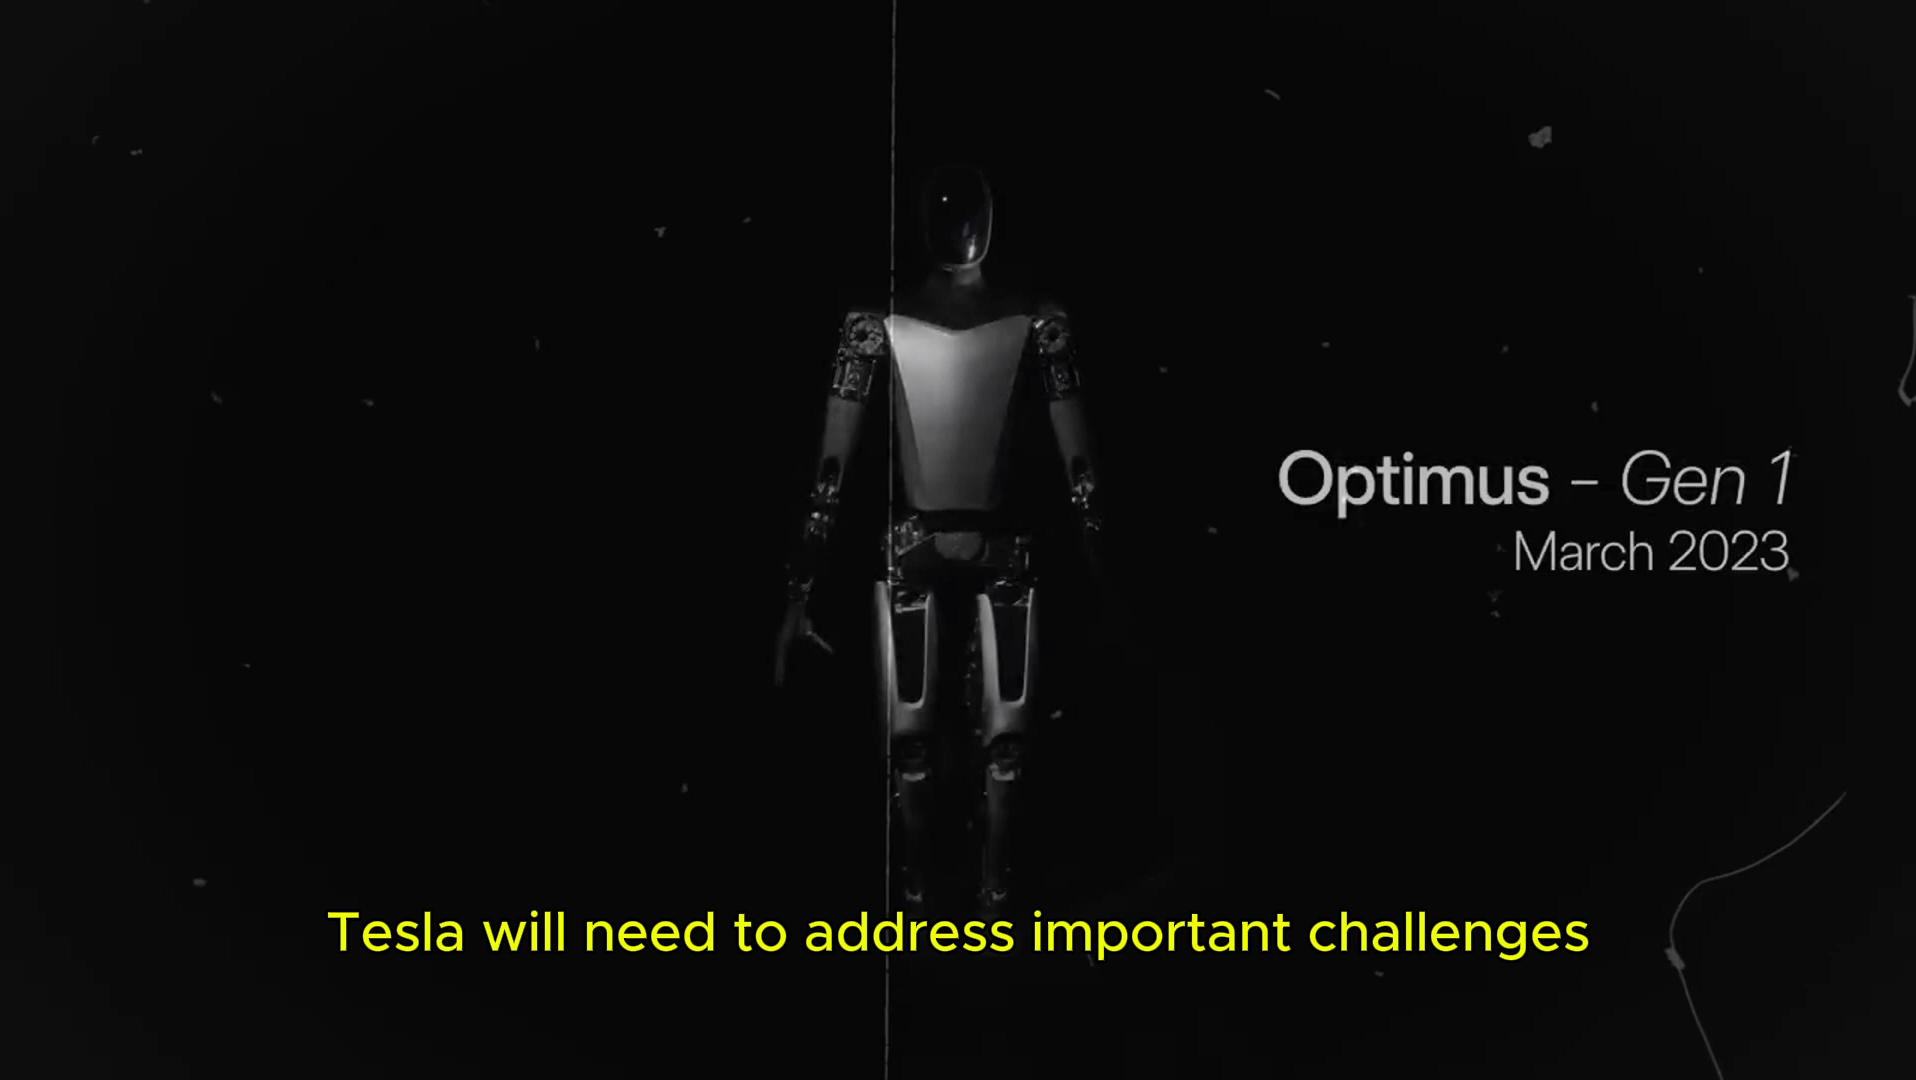 Optimus – Gen 1
March 2023
Tesla will need to address important challenges